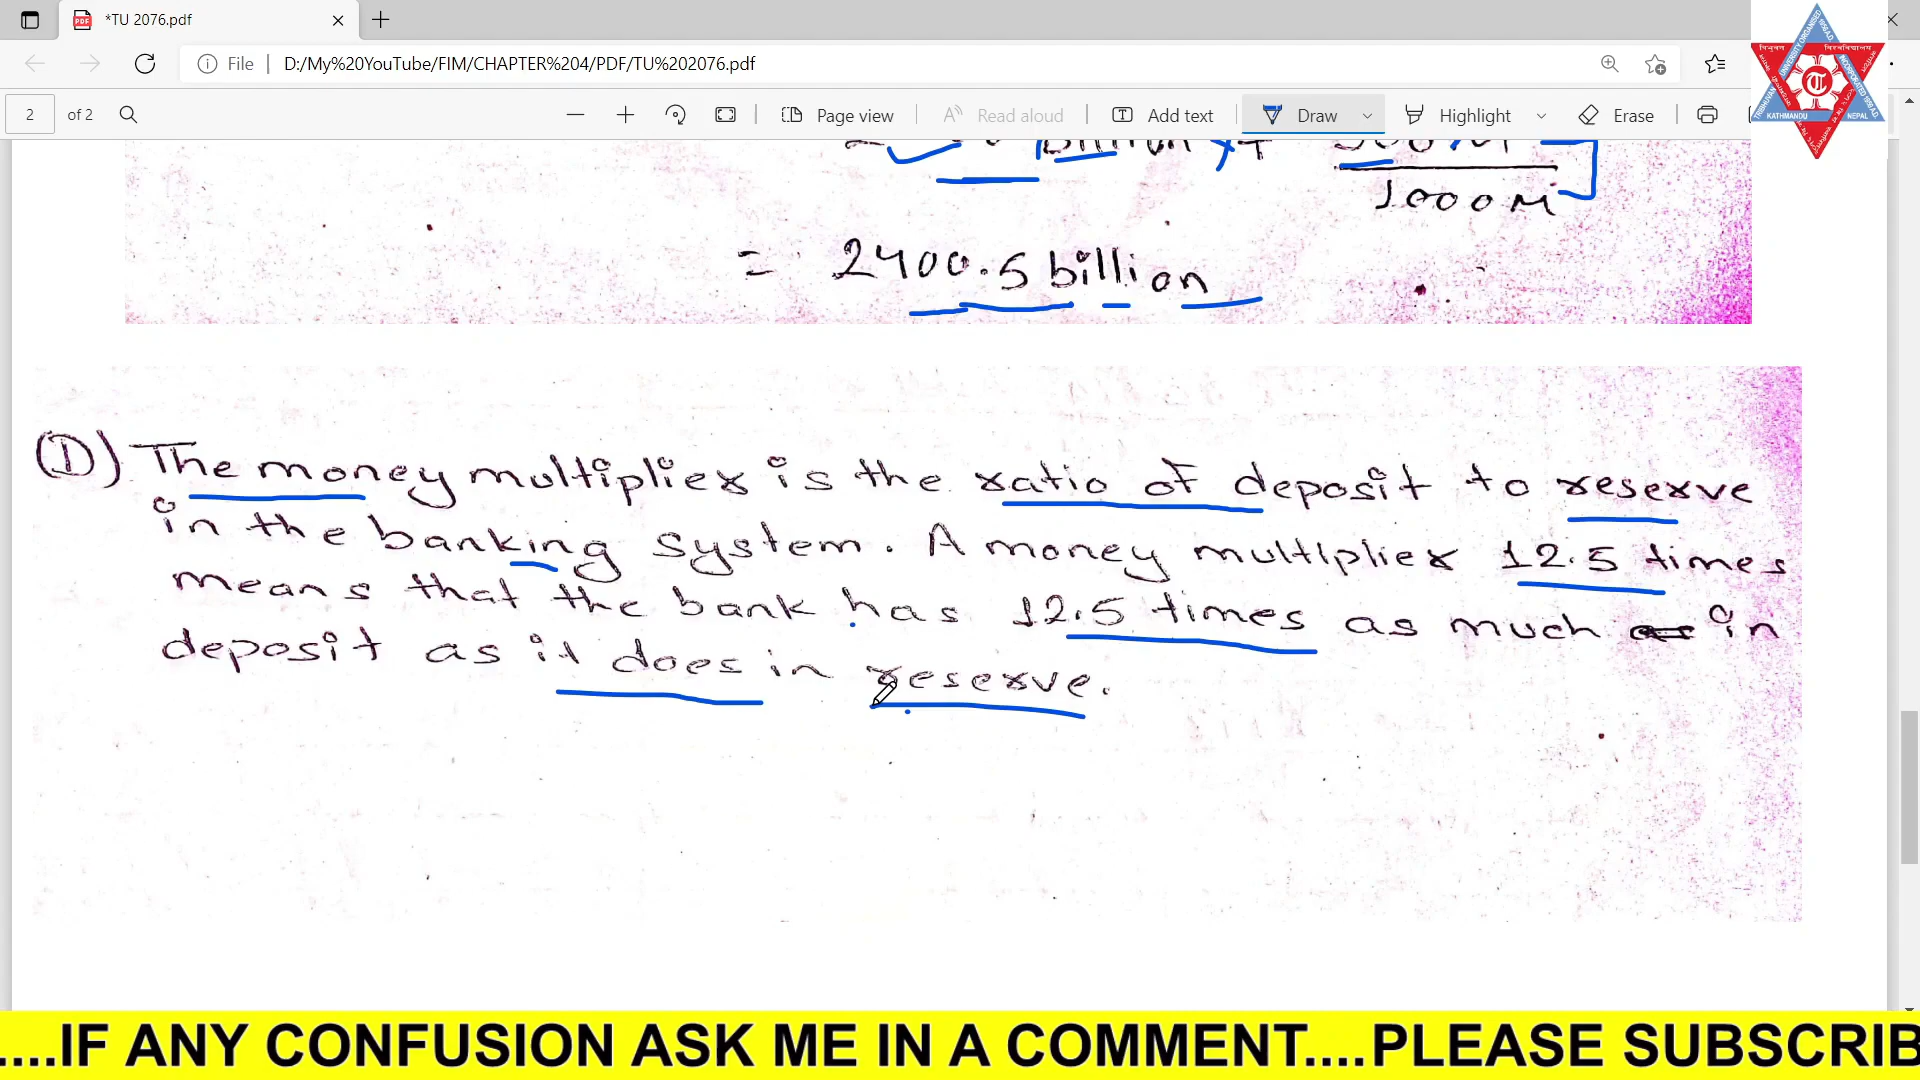 *TU 2076.pdf
File D:/My%20YouTube/FIM/CHAPTER%204/PDF/TU%202076.pdf
2 of 2 Page view Read aloud Add text Draw Highlight Erase
1000M
= 2400.5 billion
(D) The money multiplier is the ratio of deposit to reserve
in the banking system. A money multiplier 12.5 times
means that the bank has 12.5 times as much in
deposit as it does in reserve.
....IF ANY CONFUSION ASK ME IN A COMMENT....PLEASE SUBSCRIB